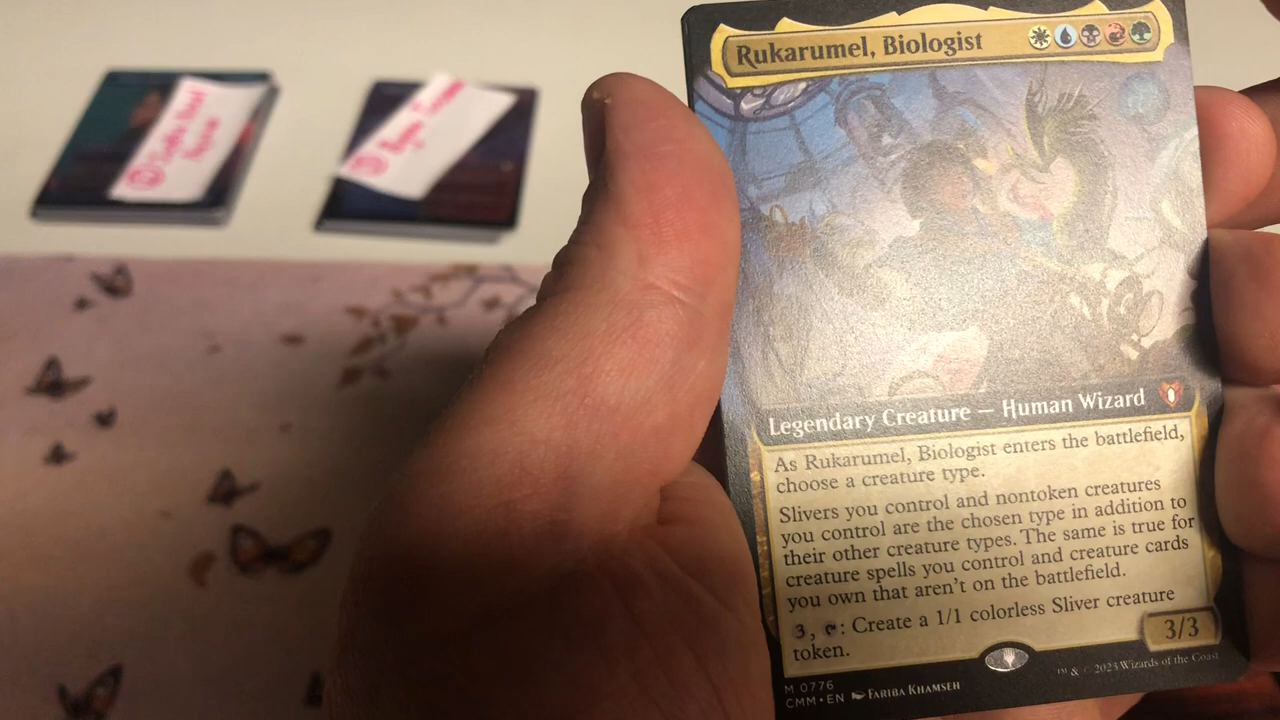 Rukarumel, Biologist
Legendary Creature — Human Wizard
As Rukarumel, Biologist enters the battlefield,
choose a creature type.
Slivers you control and nontoken creatures
you control are the chosen type in addition to
their other creature types. The same is true for
creature spells you control and creature cards
you own that aren't on the battlefield.
3, : Create a 1/1 colorless Sliver creature
token.
3/3
M 0776
CMM • EN FARIBA KHAMSEH
™ & © 2023 Wizards of the Coast